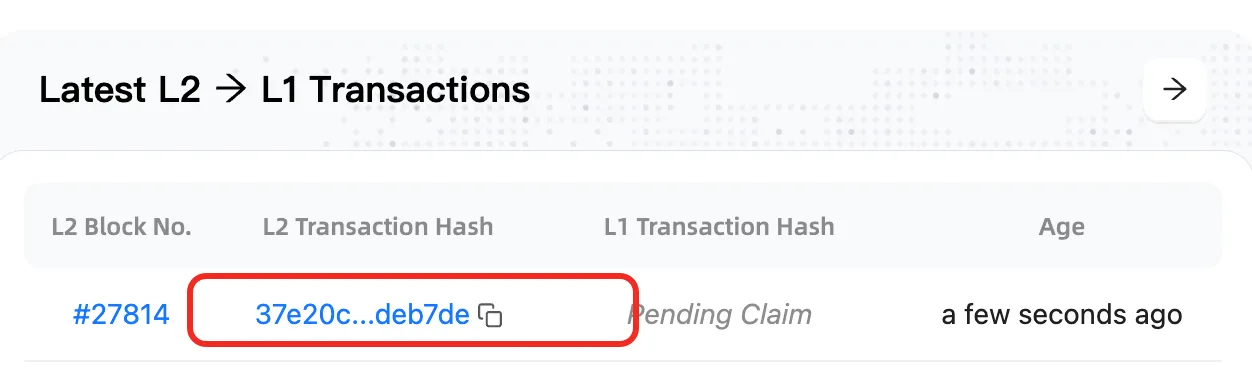 Latest L2 → L1 Transactions
L2 Block No. L2 Transaction Hash L1 Transaction Hash Age
#27814 37e20c...deb7de Pending Claim a few seconds ago